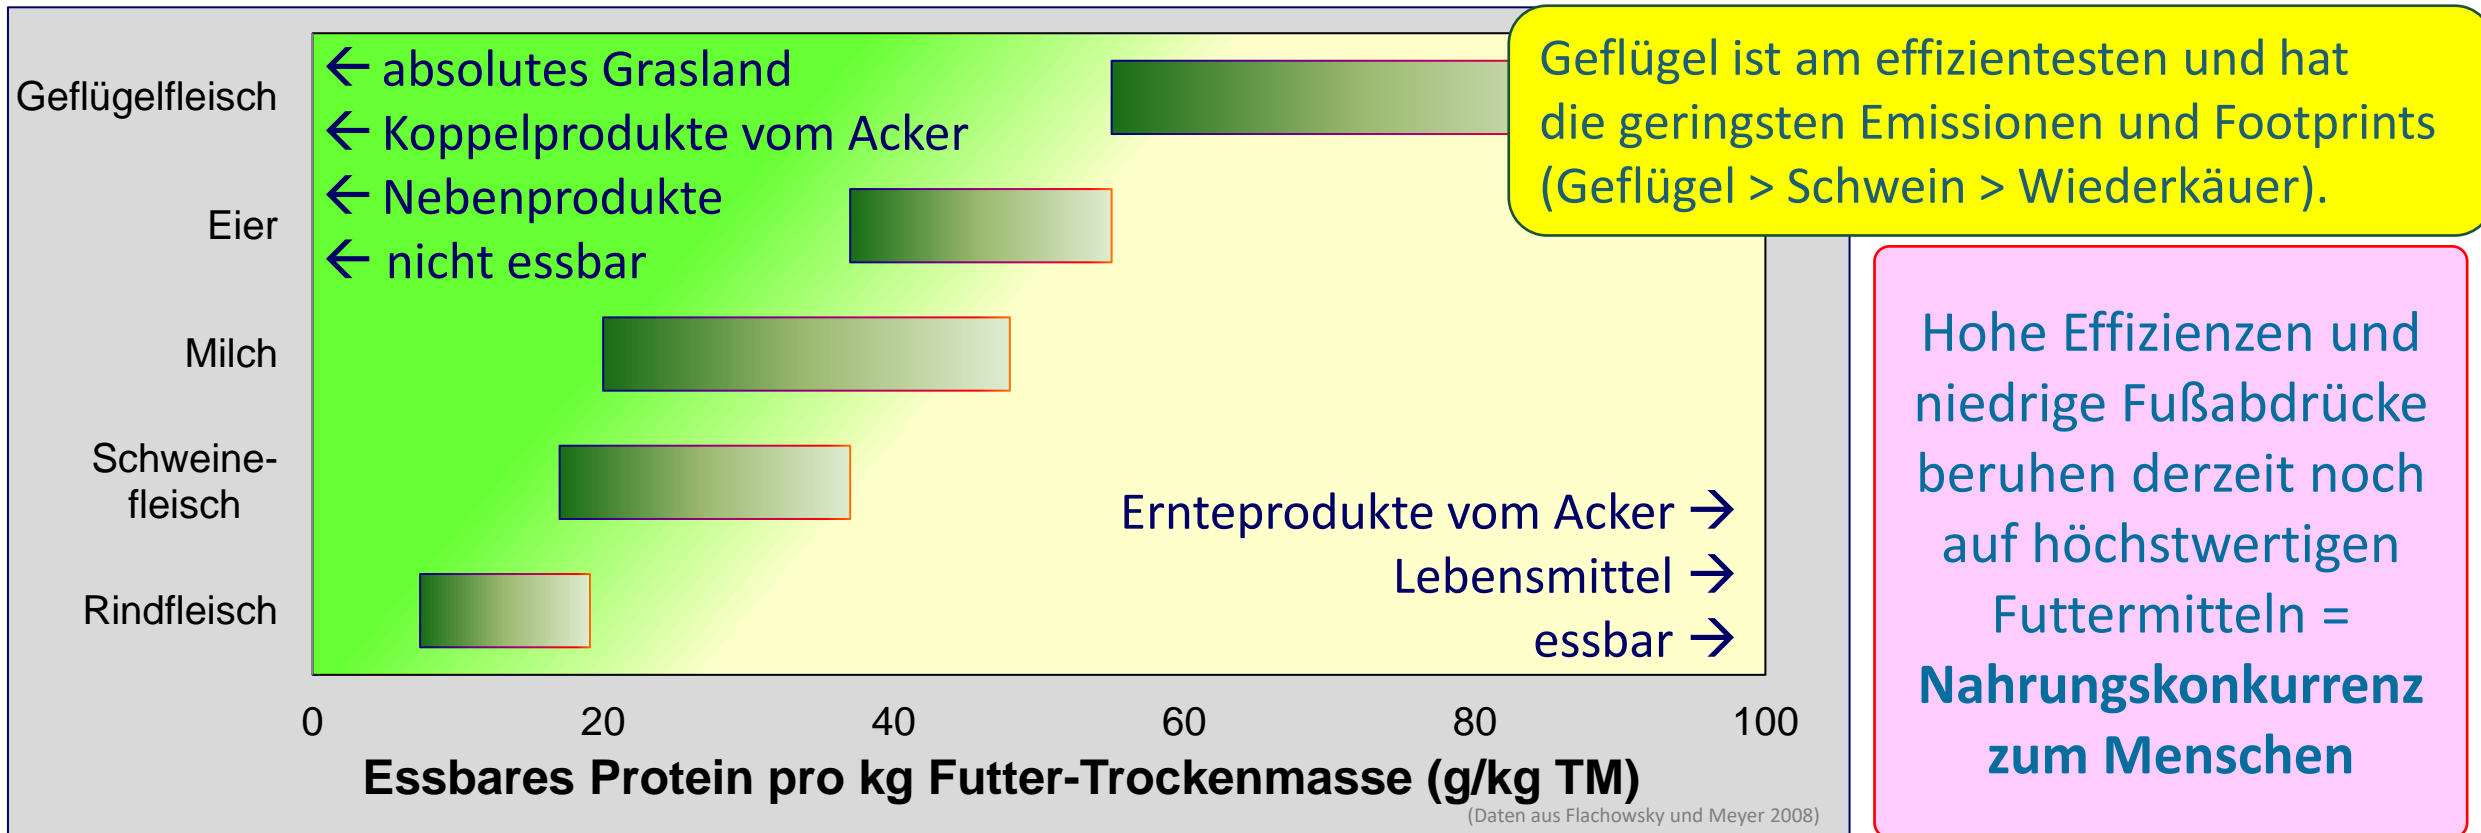 Geflügelfleisch
Eier
Milch
Schweine-
fleisch
Rindfleisch
← absolutes Grasland
← Koppelprodukte vom Acker
← Nebenprodukte
← nicht essbar
Ernteprodukte vom Acker →
Lebensmittel →
essbar →
0 20 40 60 80 100
Essbares Protein pro kg Futter-Trockenmasse (g/kg TM)
(Daten aus Flachowsky und Meyer 2008)
Geflügel ist am effizientesten und hat
die geringsten Emissionen und Footprints
(Geflügel > Schwein > Wiederkäuer).
Hohe Effizienzen und
niedrige Fußabdrücke
beruhen derzeit noch
auf höchstwertigen
Futtermitteln =
Nahrungskonkurrenz
zum Menschen